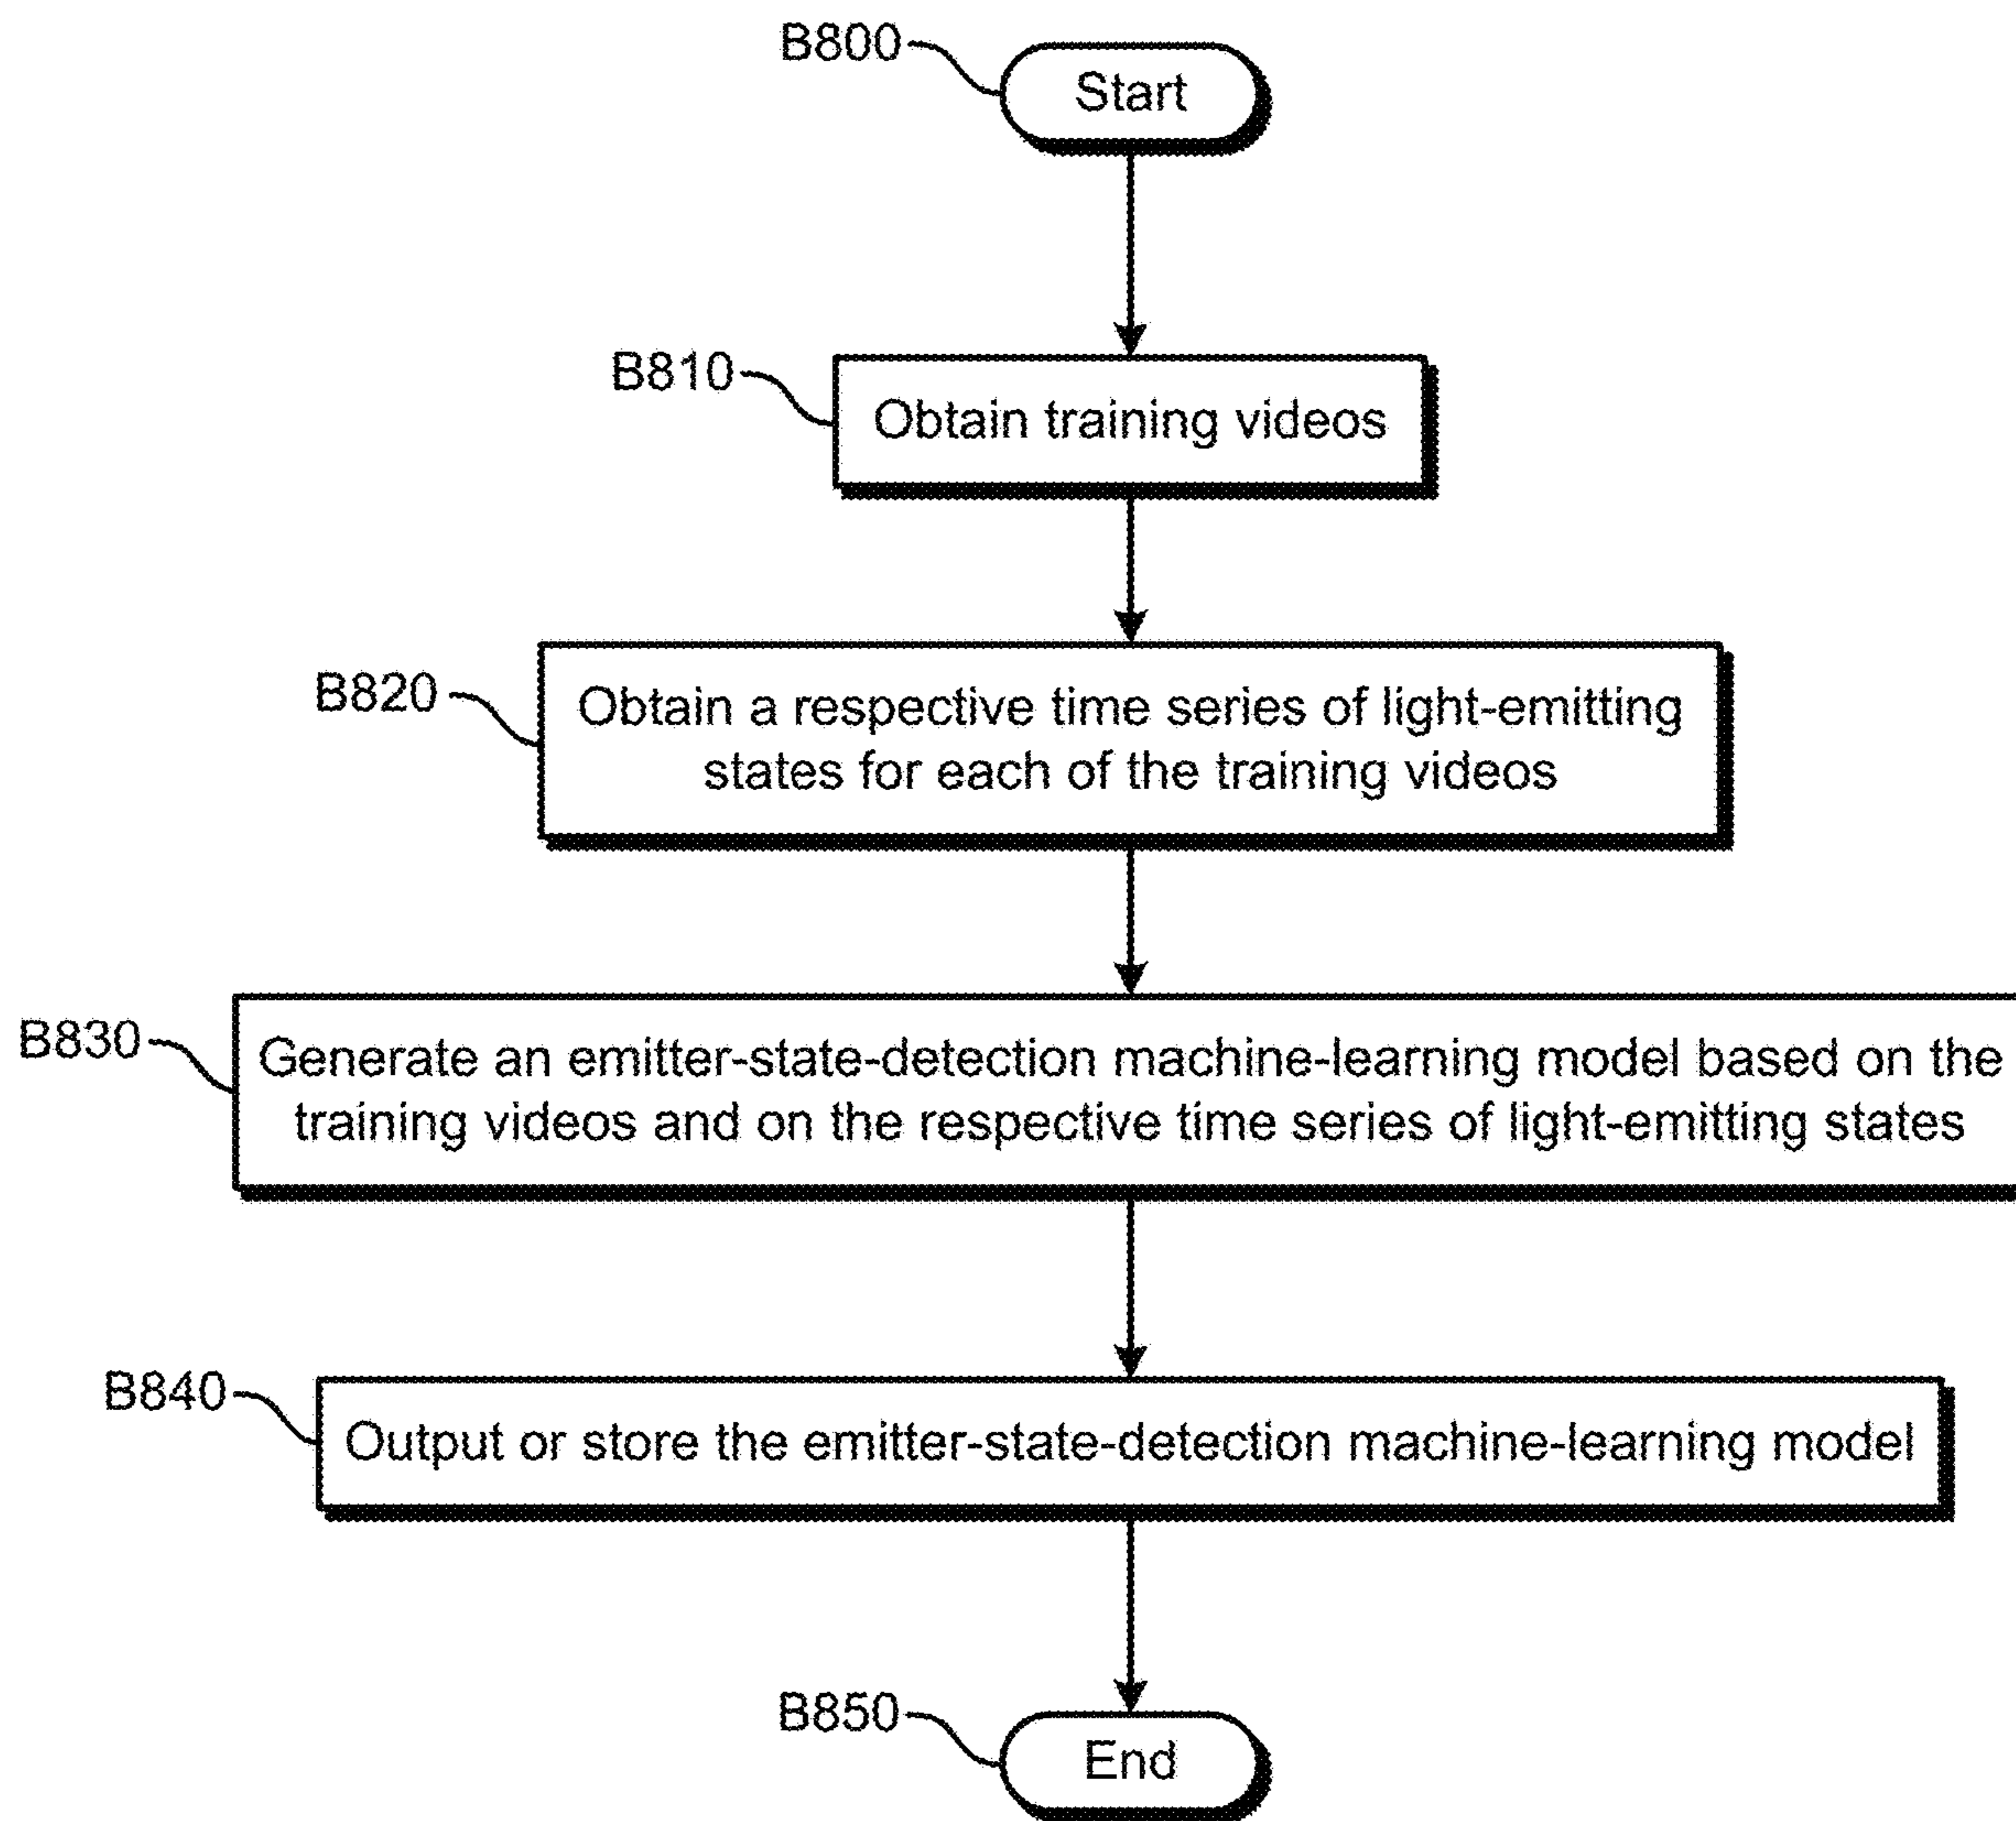 B800
Start
B810
Obtain training videos
B820
Obtain a respective time series of light-emitting
states for each of the training videos
B830
Generate an emitter-state-detection machine-learning model based on the
training videos and on the respective time series of light-emitting states
B840
Output or store the emitter-state-detection machine-learning model
B850
End